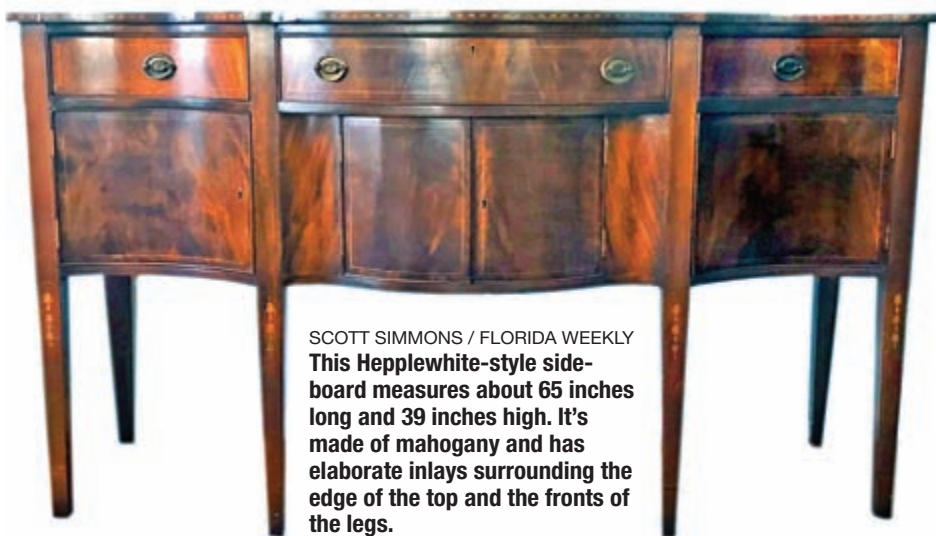 SCOTT SIMMONS / FLORIDA WEEKLY
This Hepplewhite-style side-
board measures about 65 inches
long and 39 inches high. It’s
made of mahogany and has
elaborate inlays surrounding the
edge of the top and the fronts of
the legs.